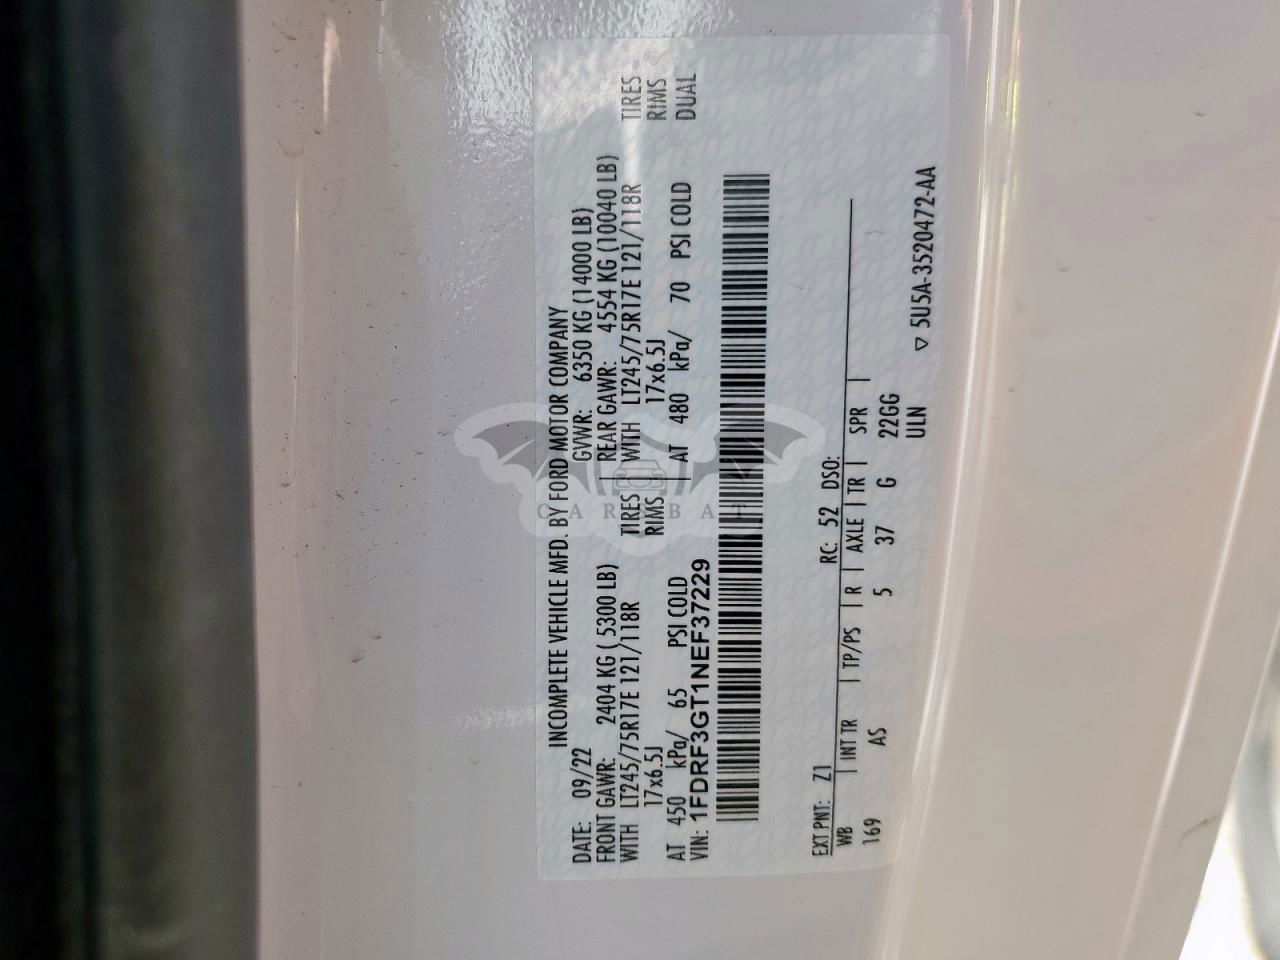 INCOMPLETE VEHICLE MFD. BY FORD MOTOR COMPANY
DATE: 09/22 GVWR: 6350 KG (14000 LB)
FRONT GAWR: 2404 KG ( 5300 LB) REAR GAWR: 4554 KG (10040 LB)
WITH LT245/75R17E 121/118R TIRES WITH LT245/75R17E 121/118R TIRES
17x6.5J RIMS 17x6.5J RIMS
AT 450 kPa/ 65 PSI COLD AT 480 kPa/ 70 PSI COLD DUAL
VIN: 1FDRF3GT1NEF37229
EXT PNT: Z1 RC: 52 DSO:
WB | INT TR | TP/PS | R | AXLE | TR | SPR |
169 AS 5 37 G 22GG
ULN
▽ 5U5A-3520472-AA
CAR BAT